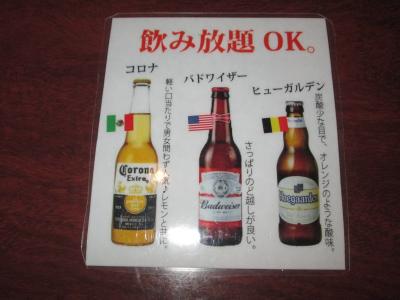 飲み放題 OK。
コロナ
軽い口当たりで男女問わず人気♪レモンと共に。
バドワイザー
さっぱりのど越しが良い。
ヒューガルデン
炭酸少な目で、オレンジのような酸味。
Corona
Extra
Budweiser
Hoegaarden